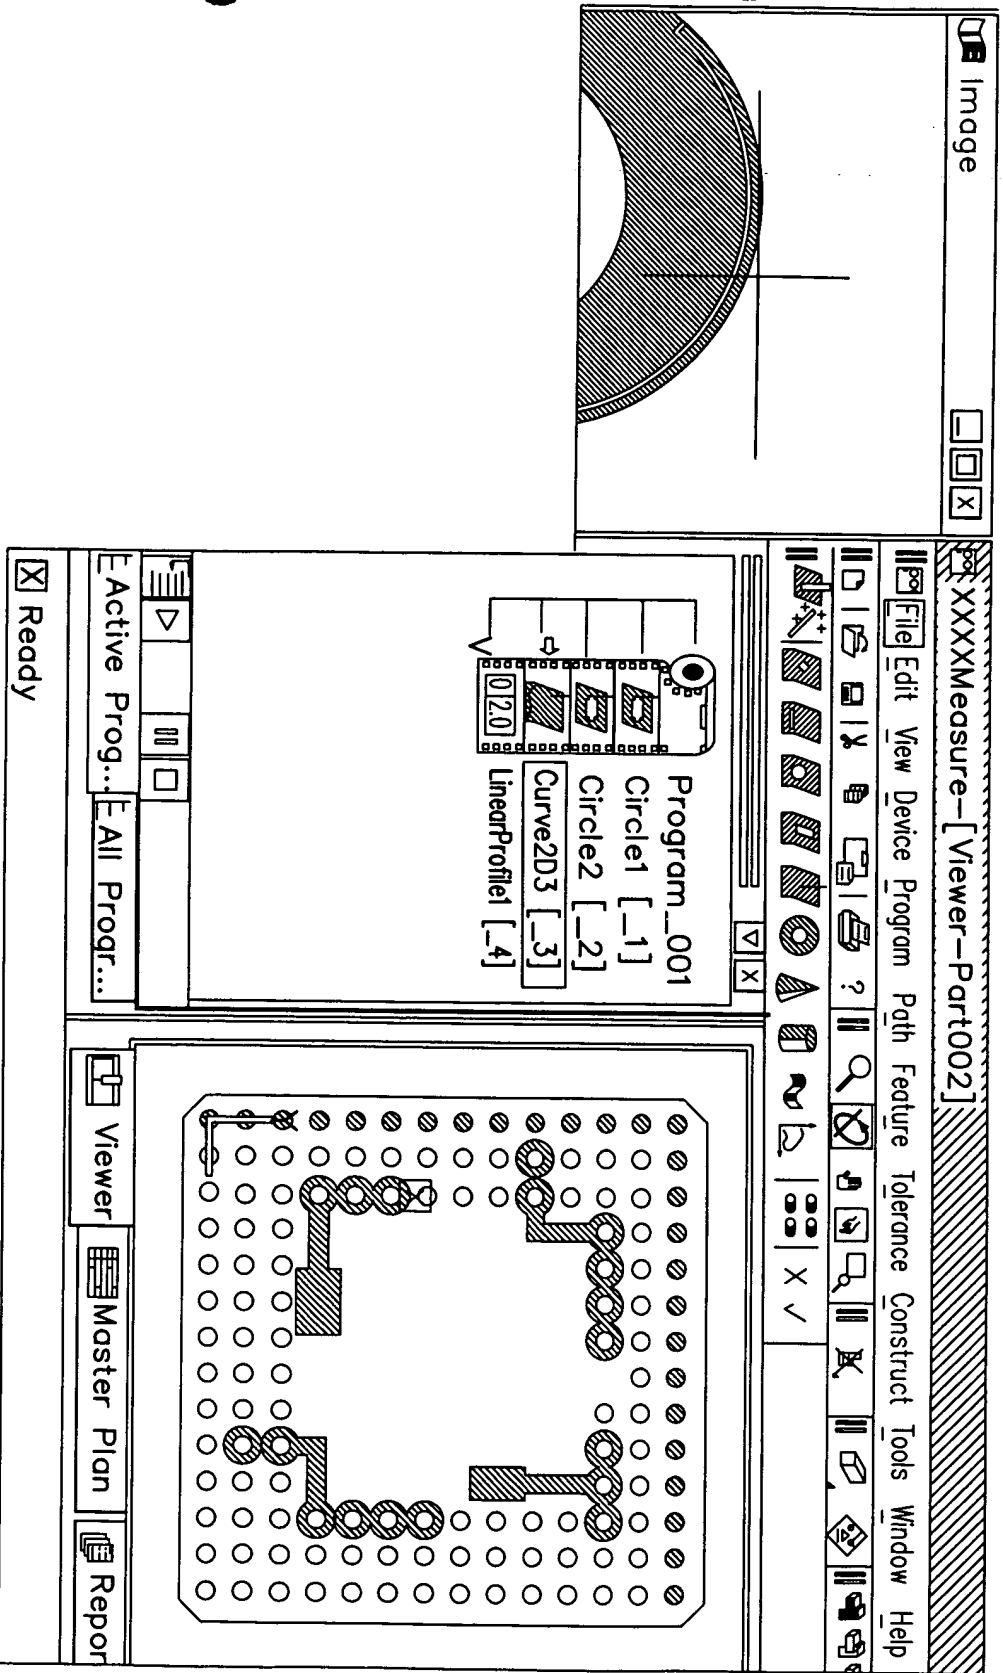 Image
XXXXMeasure–[Viewer–Part002]
File Edit View Device Program Path Feature Tolerance Construct Tools Window Help
?
X ✓
Program_001
Circle1 [_1]
Circle2 [_2]
Curve2D3 [_3]
LinearProfile1 [_4]
0 2.0
Active Prog...
All Progr...
Viewer
Master Plan
Repor
Ready